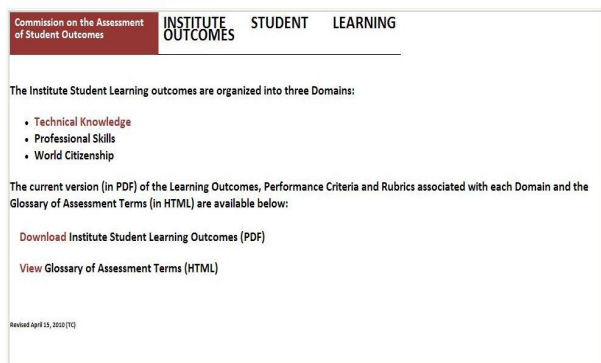 Commission on the Assessment
of Student Outcomes
INSTITUTE STUDENT LEARNING
OUTCOMES
The Institute Student Learning outcomes are organized into three Domains:
• Technical Knowledge
• Professional Skills
• World Citizenship
The current version (in PDF) of the Learning Outcomes, Performance Criteria and Rubrics associated with each Domain and the
Glossary of Assessment Terms (in HTML) are available below:
Download Institute Student Learning Outcomes (PDF)
View Glossary of Assessment Terms (HTML)
Revised April 15, 2010 (TC)